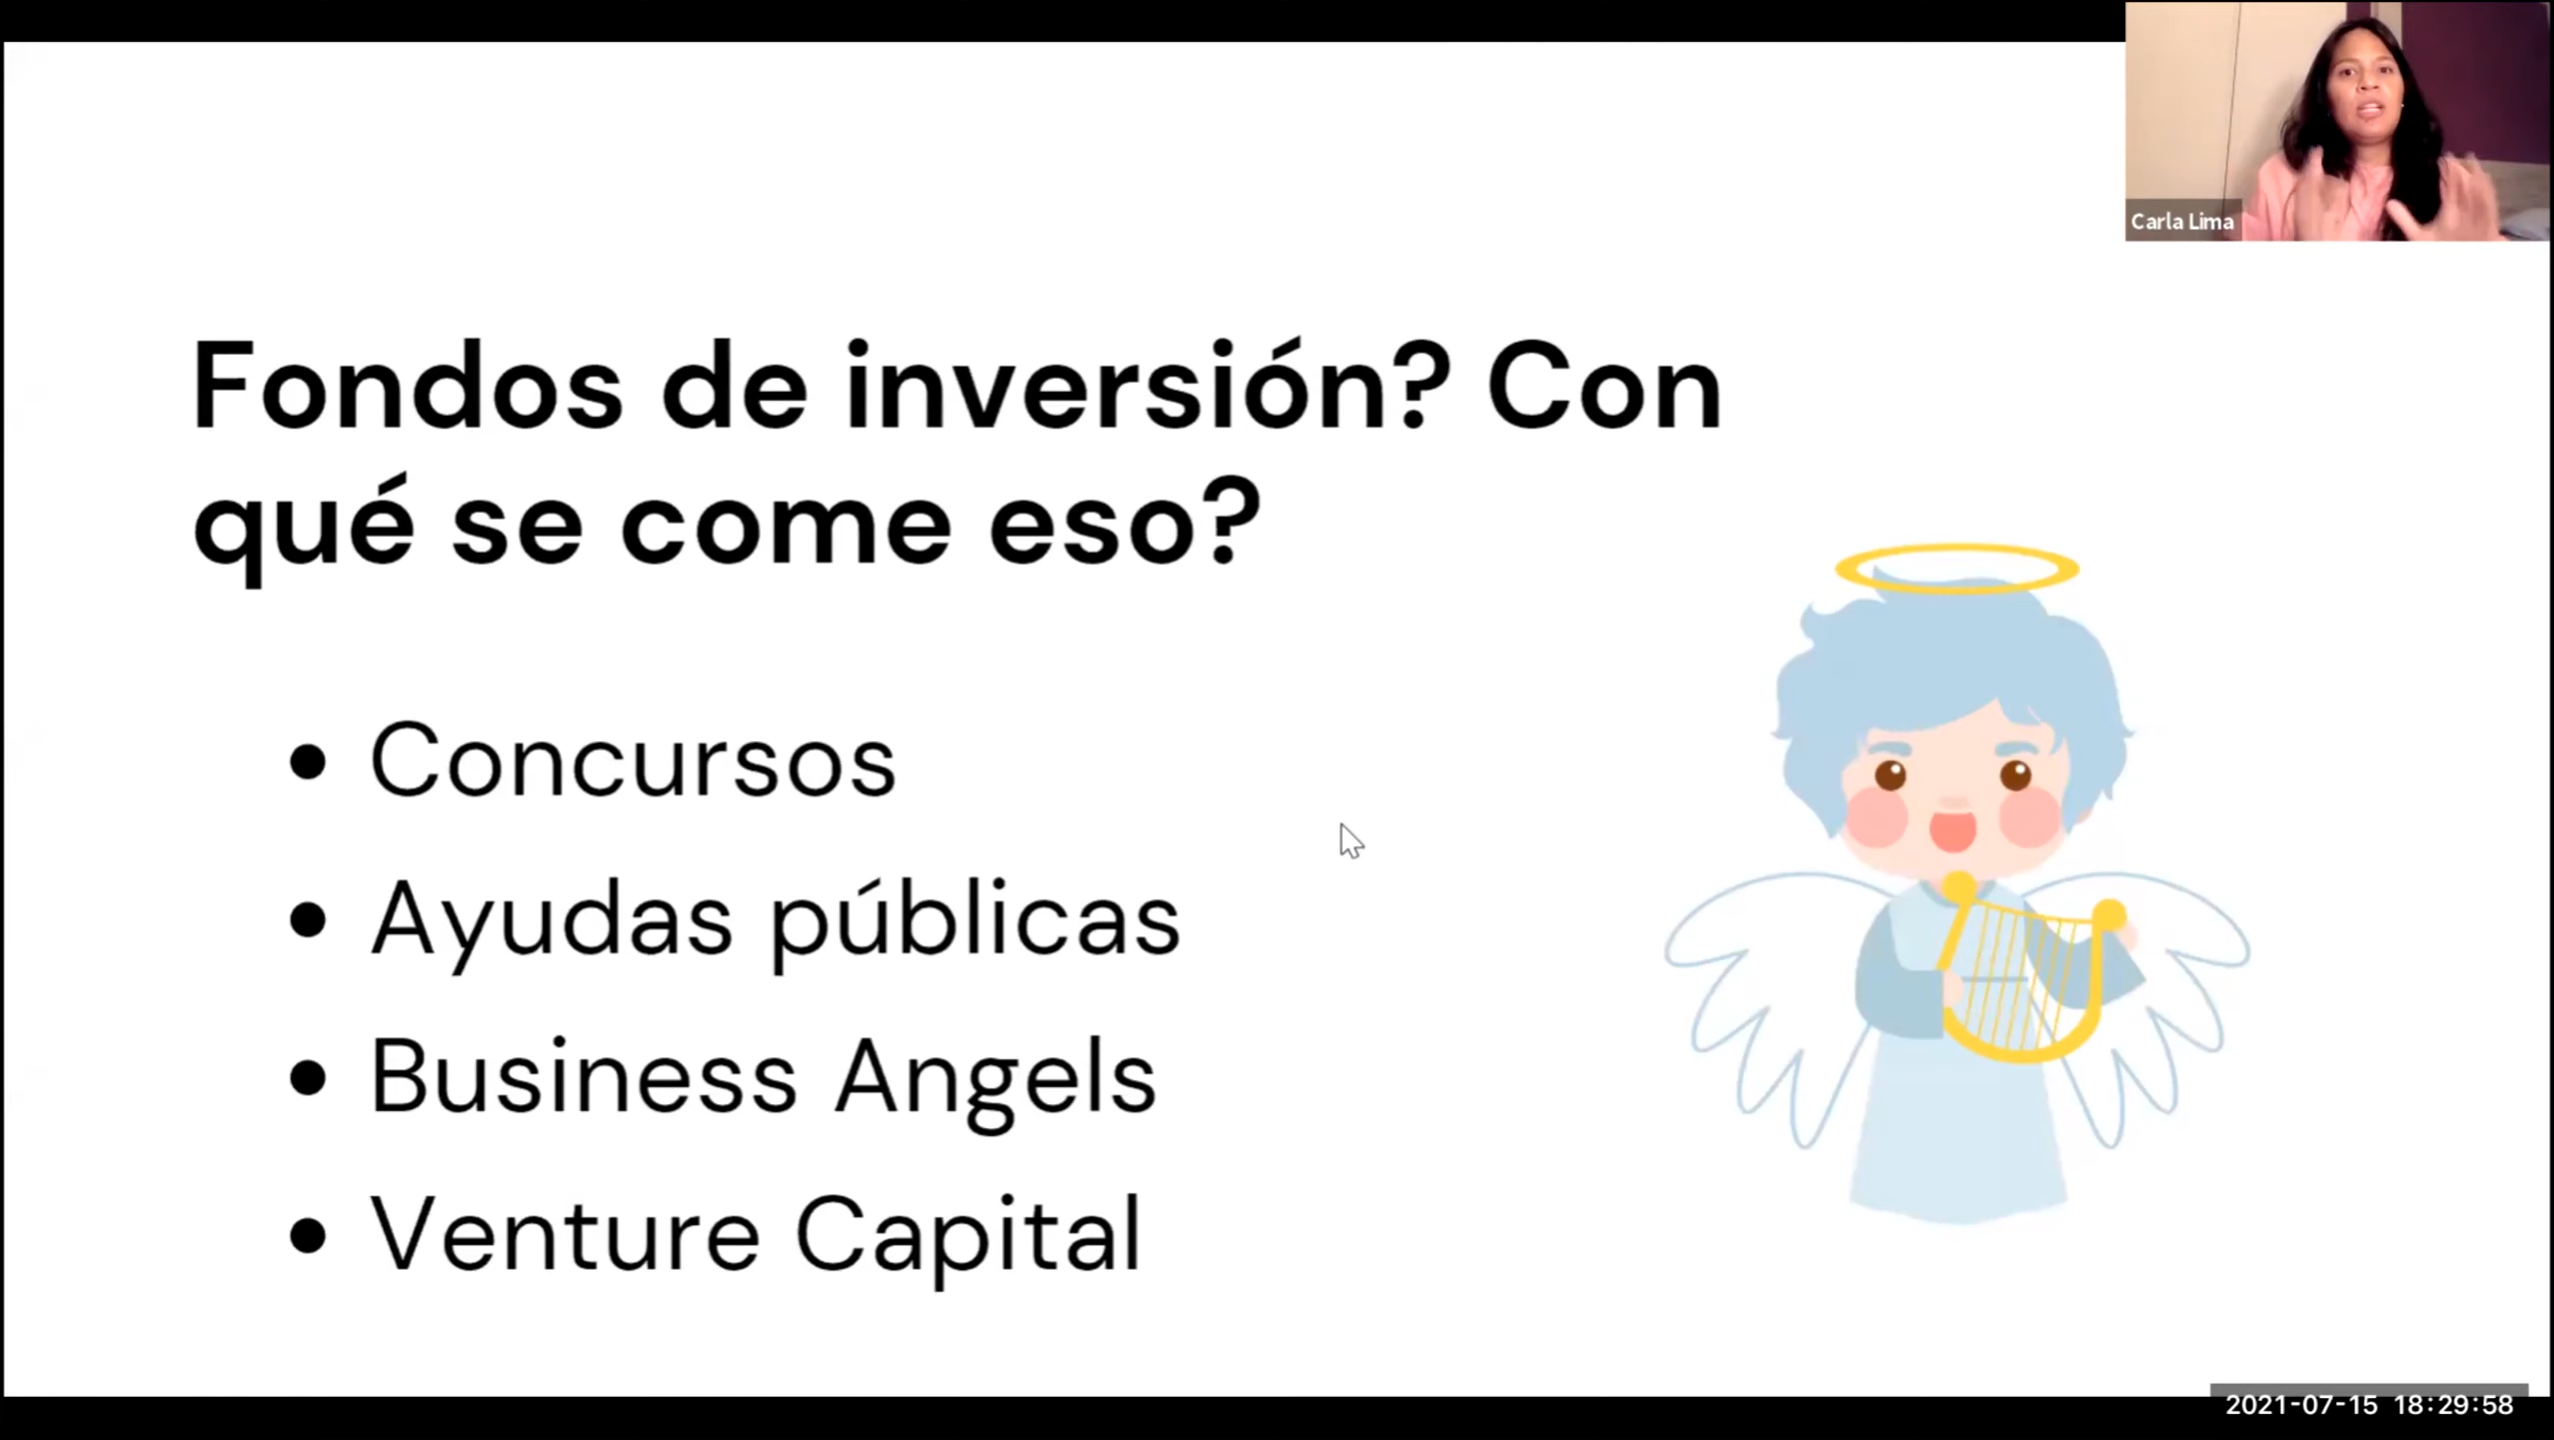 Carla Lima
Fondos de inversión? Con
qué se come eso?
• Concursos
• Ayudas públicas
• Business Angels
• Venture Capital
2021-07-15 18:29:58